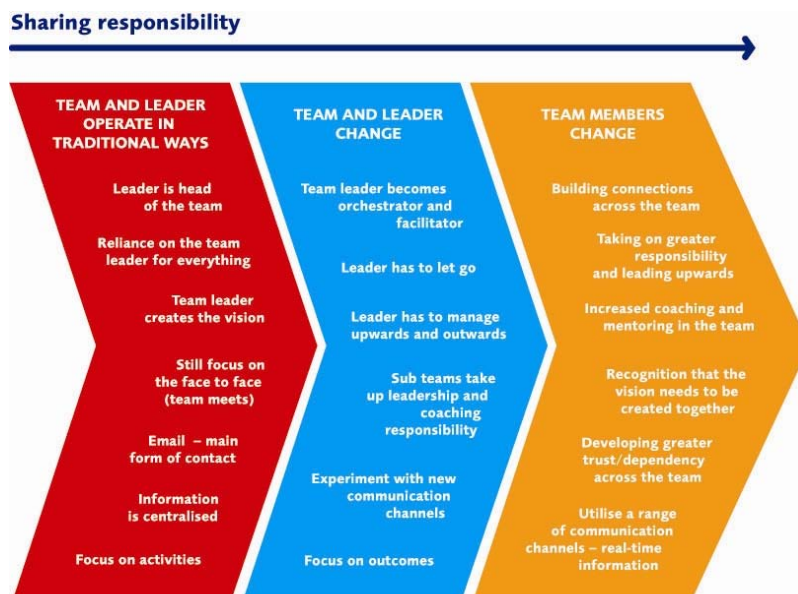 Sharing responsibility
TEAM AND LEADER
OPERATE IN
TRADITIONAL WAYS
Leader is head
of the team
Reliance on the team
leader for everything
Team leader
creates the vision
Still focus on
the face to face
(team meets)
Email – main
form of contact
Information
is centralised
Focus on activities
TEAM AND LEADER
CHANGE
Team leader becomes
orchestrator and
facilitator
Leader has to let go
Leader has to manage
upwards and outwards
Sub teams take
up leadership and
coaching
responsibility
Experiment with new
communication
channels
Focus on outcomes
TEAM MEMBERS
CHANGE
Building connections
across the team
Taking on greater
responsibility
and leading upwards
Increased coaching and
mentoring in the team
Recognition that the
vision needs to be
created together
Developing greater
trust/dependency
across the team
Utilise a range
of communication
channels – real-time
information